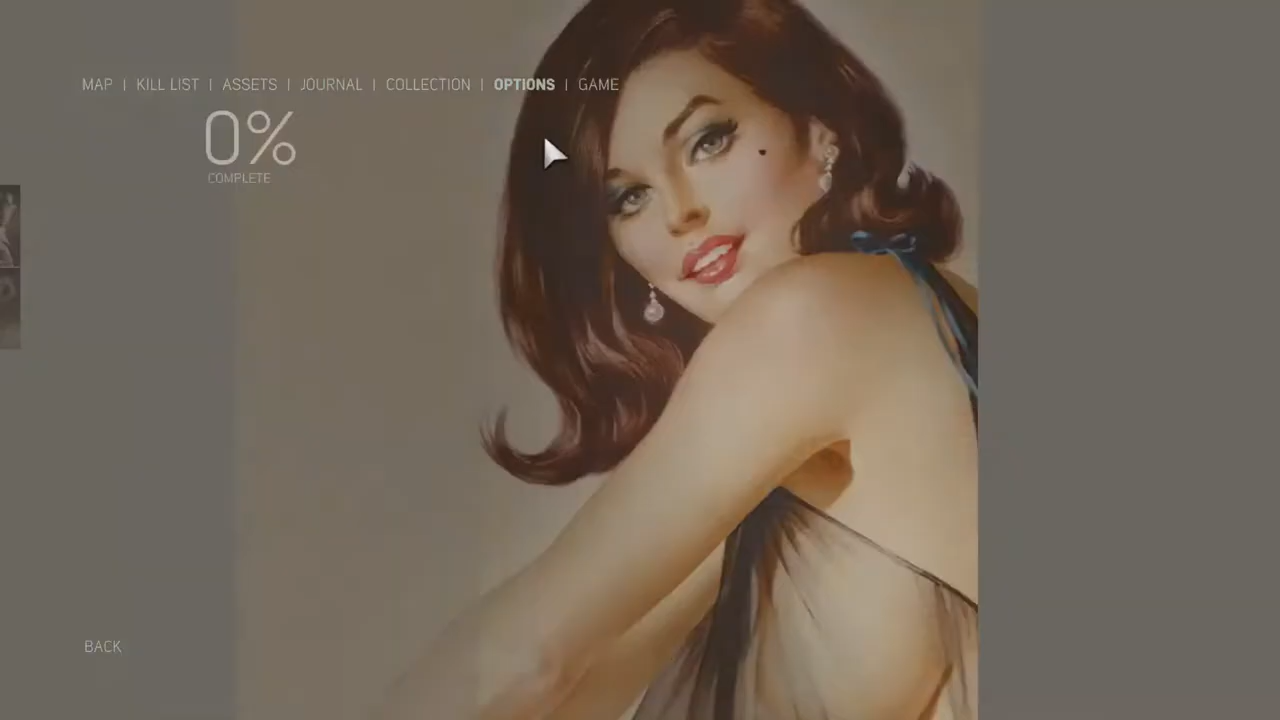 MAP | KILL LIST | ASSETS | JOURNAL | COLLECTION | OPTIONS | GAME
0%
COMPLETE
BACK